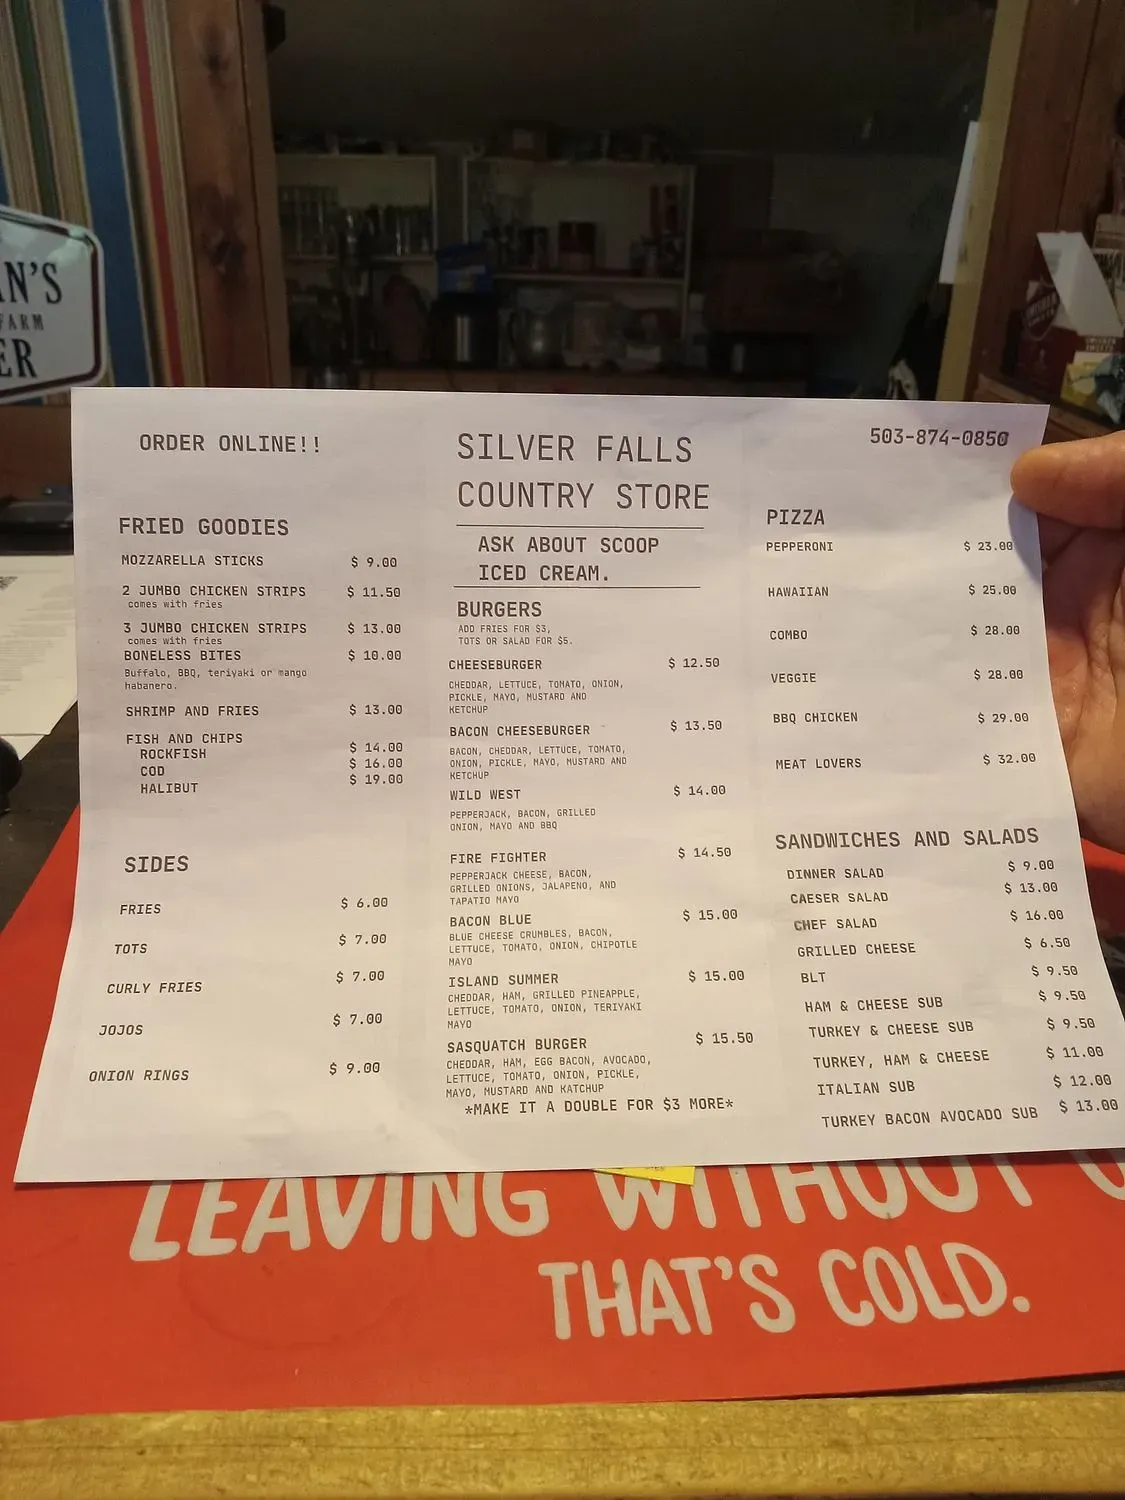 N'S
FARM
ER
ORDER ONLINE!!
SILVER FALLS
COUNTRY STORE
503-874-0850
ASK ABOUT SCOOP
ICED CREAM.
FRIED GOODIES
MOZZARELLA STICKS $ 9.00
2 JUMBO CHICKEN STRIPS $ 11.50
comes with fries
3 JUMBO CHICKEN STRIPS $ 13.00
comes with fries
BONELESS BITES $ 10.00
Buffalo, BBQ, teriyaki or mango
habanero.
SHRIMP AND FRIES $ 13.00
FISH AND CHIPS
ROCKFISH $ 14.00
COD $ 16.00
HALIBUT $ 19.00
SIDES
FRIES $ 6.00
TOTS $ 7.00
CURLY FRIES $ 7.00
JOJOS $ 7.00
ONION RINGS $ 9.00
BURGERS
ADD FRIES FOR $3,
TOTS OR SALAD FOR $5.
CHEESEBURGER $ 12.50
CHEDDAR, LETTUCE, TOMATO, ONION,
PICKLE, MAYO, MUSTARD AND
KETCHUP
BACON CHEESEBURGER $ 13.50
BACON, CHEDDAR, LETTUCE, TOMATO,
ONION, PICKLE, MAYO, MUSTARD AND
KETCHUP
WILD WEST $ 14.00
PEPPERJACK, BACON, GRILLED
ONION, MAYO AND BBQ
FIRE FIGHTER $ 14.50
PEPPERJACK CHEESE, BACON,
GRILLED ONIONS, JALAPENO, AND
TAPATIO MAYO
BACON BLUE $ 15.00
BLUE CHEESE CRUMBLES, BACON,
LETTUCE, TOMATO, ONION, CHIPOTLE
MAYO
ISLAND SUMMER $ 15.00
CHEDDAR, HAM, GRILLED PINEAPPLE,
LETTUCE, TOMATO, ONION, TERIYAKI
MAYO
SASQUATCH BURGER $ 15.50
CHEDDAR, HAM, EGG BACON, AVOCADO,
LETTUCE, TOMATO, ONION, PICKLE,
MAYO, MUSTARD AND KATCHUP
*MAKE IT A DOUBLE FOR $3 MORE*
PIZZA
PEPPERONI $ 23.00
HAWAIIAN $ 25.00
COMBO $ 28.00
VEGGIE $ 28.00
BBQ CHICKEN $ 29.00
MEAT LOVERS $ 32.00
SANDWICHES AND SALADS
DINNER SALAD $ 9.00
CAESER SALAD $ 13.00
CHEF SALAD $ 16.00
GRILLED CHEESE $ 6.50
BLT $ 9.50
HAM & CHEESE SUB $ 9.50
TURKEY & CHEESE SUB $ 9.50
TURKEY, HAM & CHEESE $ 11.00
ITALIAN SUB $ 12.00
TURKEY BACON AVOCADO SUB $ 13.00
LEAVING WITHOUT
THAT'S COLD.